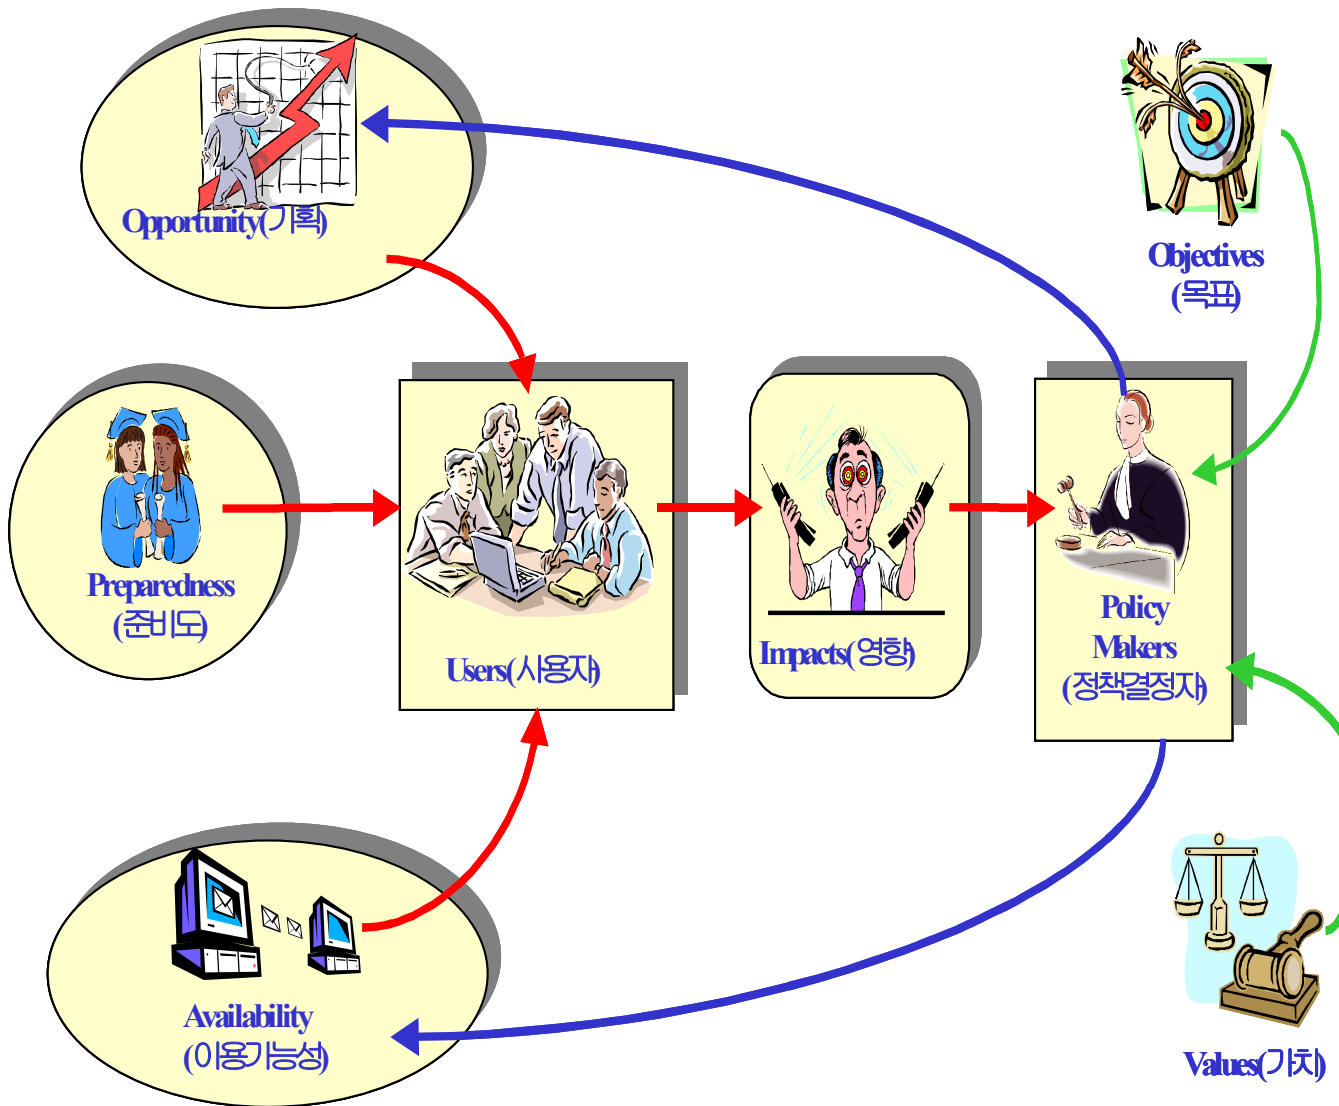 Opportunity(기획)
Objectives
(목표)
Preparedness
(준비도)
Users(사용자)
Impacts(영향)
Policy
Makers
(정책결정자)
Availability
(이용가능성)
Values(가치)